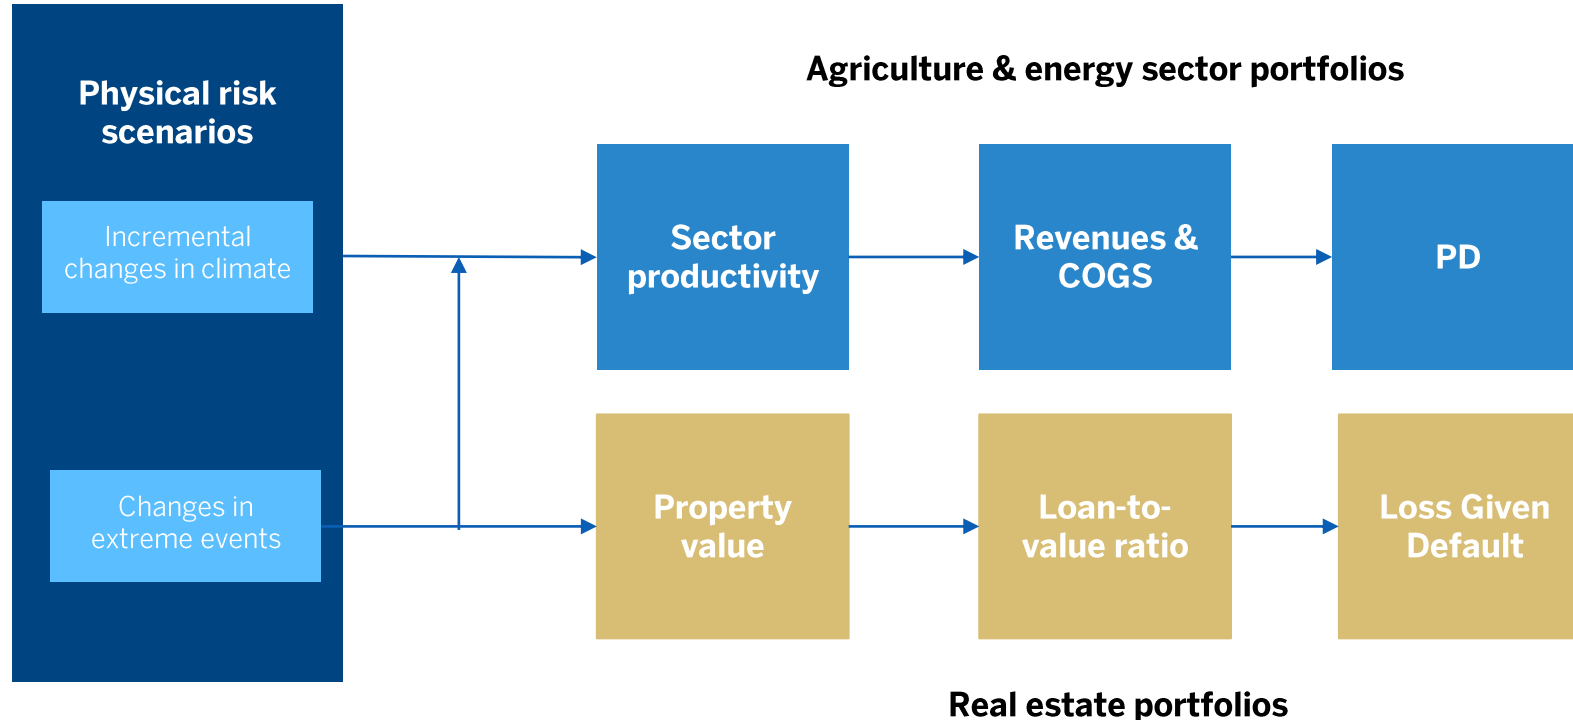 Physical risk
scenarios
Incremental
changes in climate
Changes in
extreme events
Agriculture & energy sector portfolios
Sector
productivity
Revenues &
COGS
PD
Property
value
Loan-to-
value ratio
Loss Given
Default
Real estate portfolios